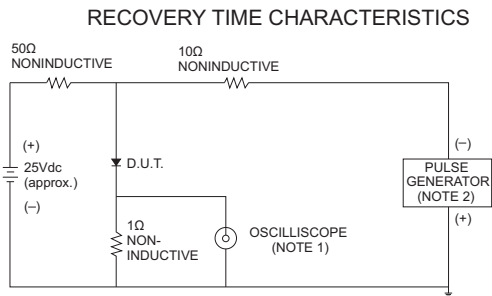 RECOVERY TIME CHARACTERISTICS
50Ω
NONINDUCTIVE
10Ω
NONINDUCTIVE
(+)
25Vdc
(approx.)
(–)
D.U.T.
1Ω
NON-
INDUCTIVE
OSCILLISCOPE
(NOTE 1)
(–)
PULSE
GENERATOR
(NOTE 2)
(+)